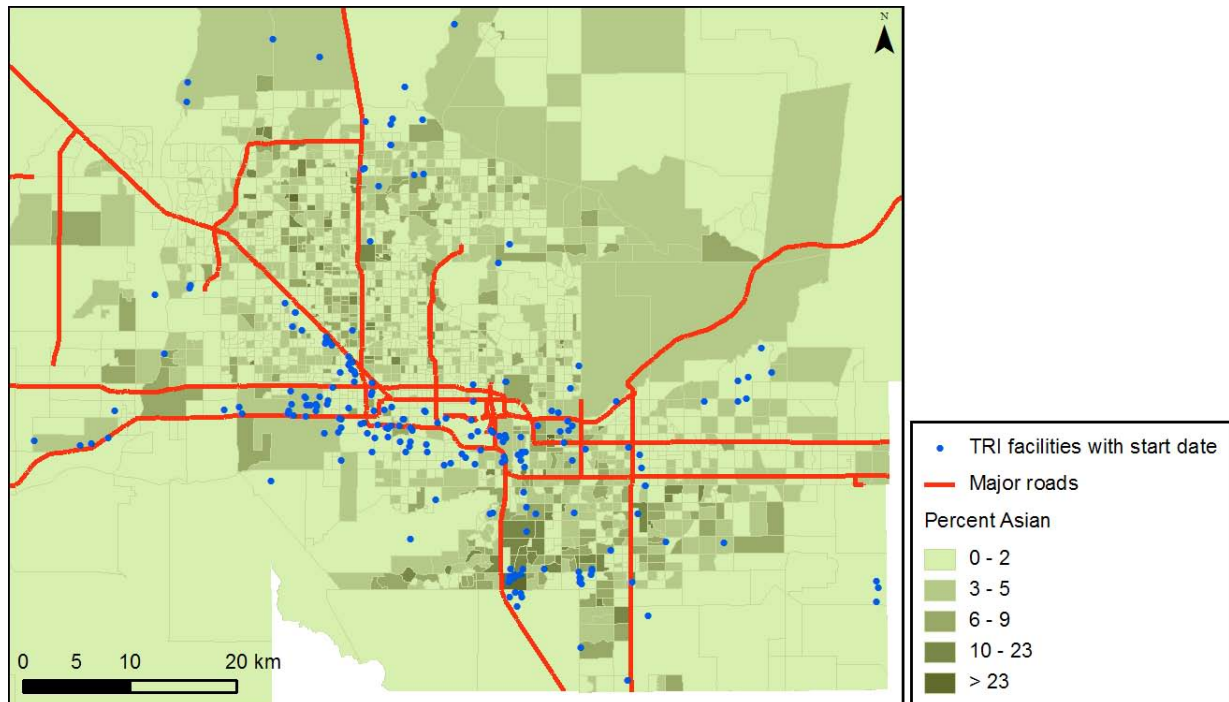 N
0 5 10 20 km
TRI facilities with start date
Major roads
Percent Asian
0 - 2
3 - 5
6 - 9
10 - 23
> 23